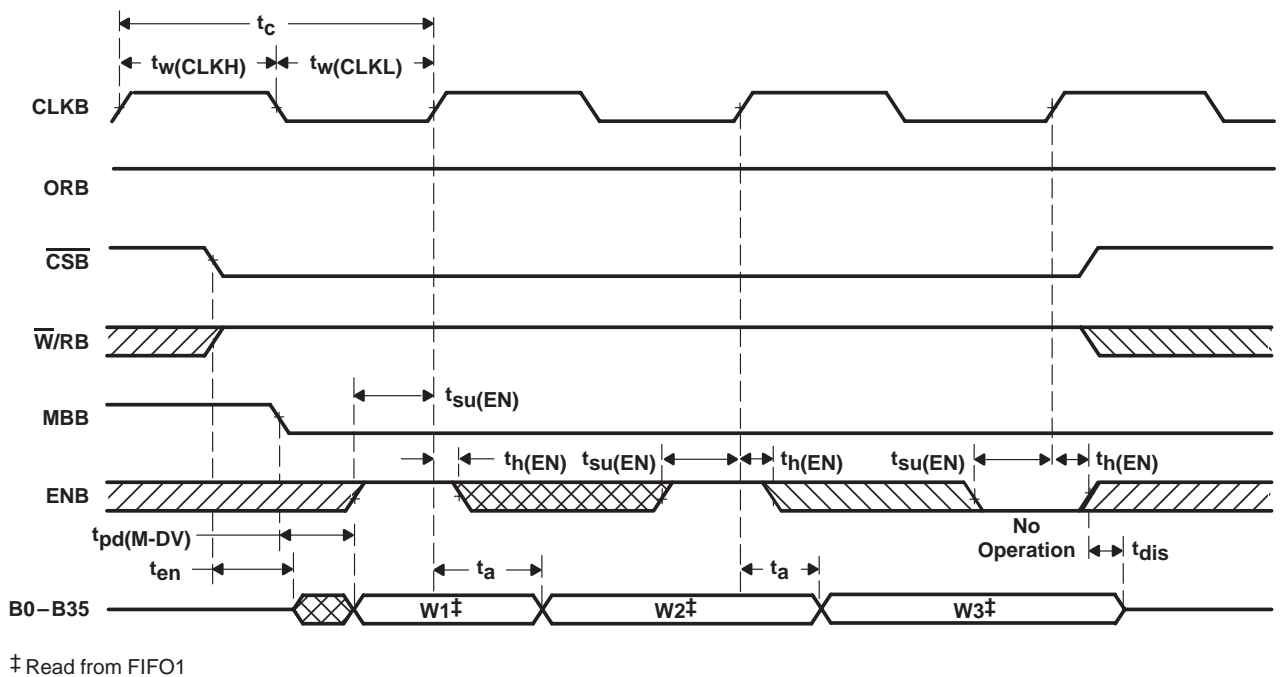 tc
tw(CLKH)
tw(CLKL)
CLKB
ORB
CSB
W/RB
MBB
tsu(EN)
th(EN)
tsu(EN)
th(EN)
tsu(EN)
th(EN)
ENB
No
Operation
tpd(M-DV)
ten
ta
ta
tdis
B0–B35
W1‡
W2‡
W3‡
‡ Read from FIFO1